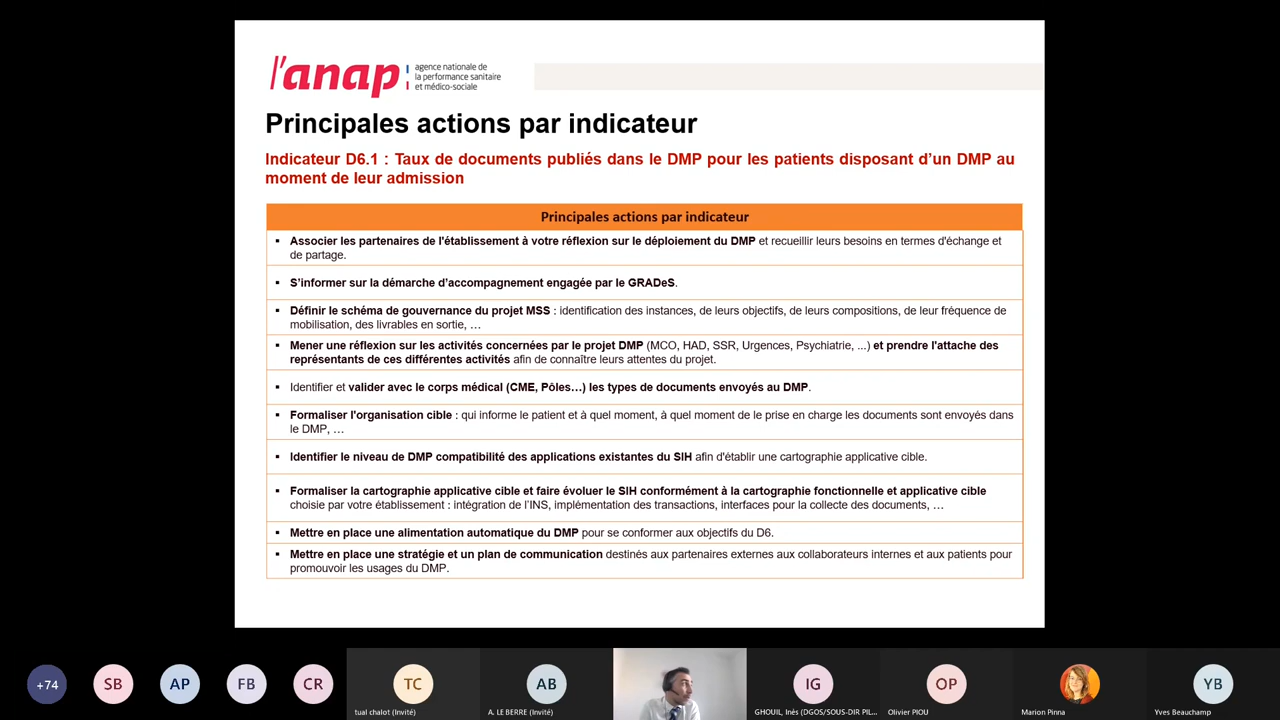 l'anap
agence nationale de
la performance sanitaire
et médico-sociale
Principales actions par indicateur
Indicateur D6.1 : Taux de documents publiés dans le DMP pour les patients disposant d'un DMP au
moment de leur admission
Principales actions par indicateur
▪ Associer les partenaires de l'établissement à votre réflexion sur le déploiement du DMP et recueillir leurs besoins en termes d'échange et
de partage.
▪ S'informer sur la démarche d'accompagnement engagée par le GRADeS.
▪ Définir le schéma de gouvernance du projet MSS : identification des instances, de leurs objectifs, de leurs compositions, de leur fréquence de
mobilisation, des livrables en sortie, …
▪ Mener une réflexion sur les activités concernées par le projet DMP (MCO, HAD, SSR, Urgences, Psychiatrie, ...) et prendre l'attache des
représentants de ces différentes activités afin de connaître leurs attentes du projet.
▪ Identifier et valider avec le corps médical (CME, Pôles…) les types de documents envoyés au DMP.
▪ Formaliser l'organisation cible : qui informe le patient et à quel moment, à quel moment de le prise en charge les documents sont envoyés dans
le DMP, …
▪ Identifier le niveau de DMP compatibilité des applications existantes du SIH afin d'établir une cartographie applicative cible.
▪ Formaliser la cartographie applicative cible et faire évoluer le SIH conformément à la cartographie fonctionnelle et applicative cible
choisie par votre établissement : intégration de l'INS, implémentation des transactions, interfaces pour la collecte des documents, …
▪ Mettre en place une alimentation automatique du DMP pour se conformer aux objectifs du D6.
▪ Mettre en place une stratégie et un plan de communication destinés aux partenaires externes aux collaborateurs internes et aux patients pour
promouvoir les usages du DMP.
+74 SB AP FB CR TC AB IG OP YB
tual chalot (Invité) A. LE BERRE (Invité) GHOUIL, Inès (DGOS/SOUS-DIR PIL... Olivier PIOU Marion Pinna Yves Beauchamp